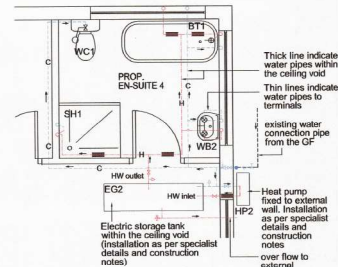 BT1
WC1
C
PROP.
EN-SUITE 4
C
C
H
SH1
WB2
C
H
HW outlet
EG2
HW inlet
HP2
Thick line indicate
water pipes within
the ceiling void
Thin lines indicate
water pipes to
terminals
existing water
connection pipe
from the GF
Heat pump
fixed to external
wall. Installation
as per specialist
details and
construction
notes
over flow to
external
Electric storage tank
within the ceiling void
(installation as per specialist
details and construction
notes)